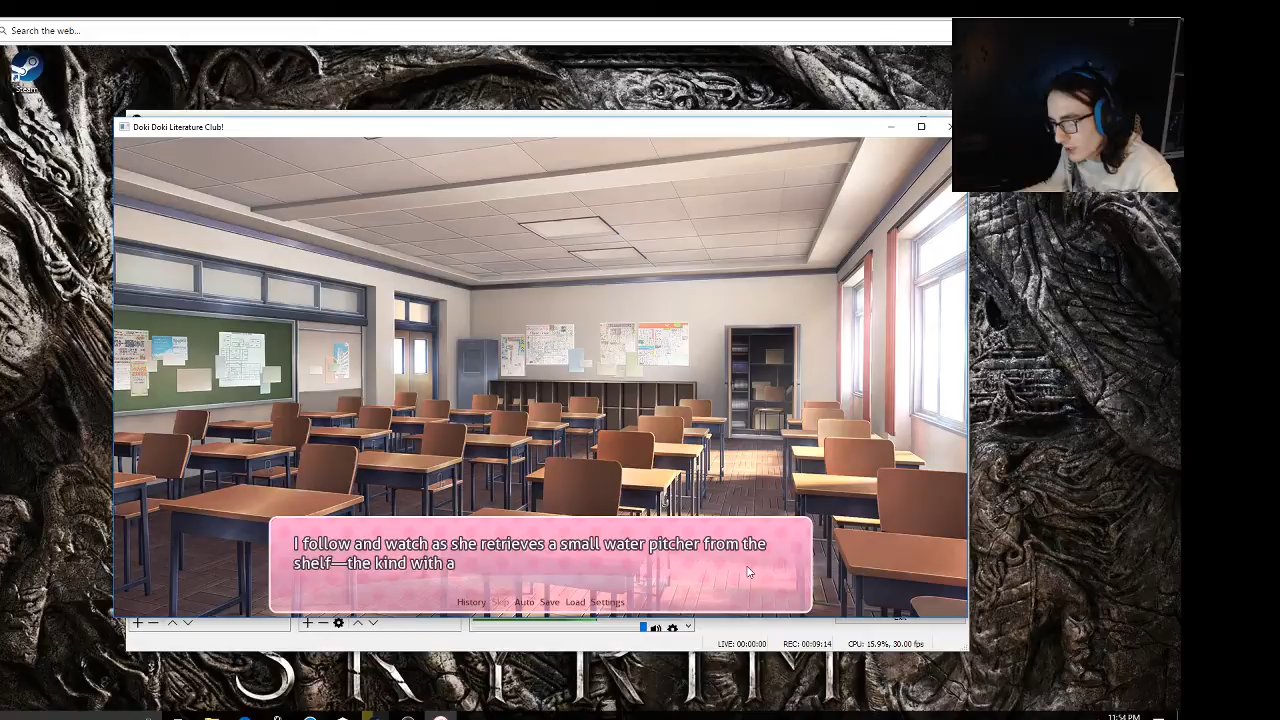 Search the web...
Steam
Doki Doki Literature Club!
I follow and watch as she retrieves a small water pitcher from the
shelf—the kind with a
History Skip Auto Save Load Settings
LIVE: 00:00:00 REC: 00:09:14 CPU: 15.9%, 30.00 fps
SKYRIM
11:54 PM